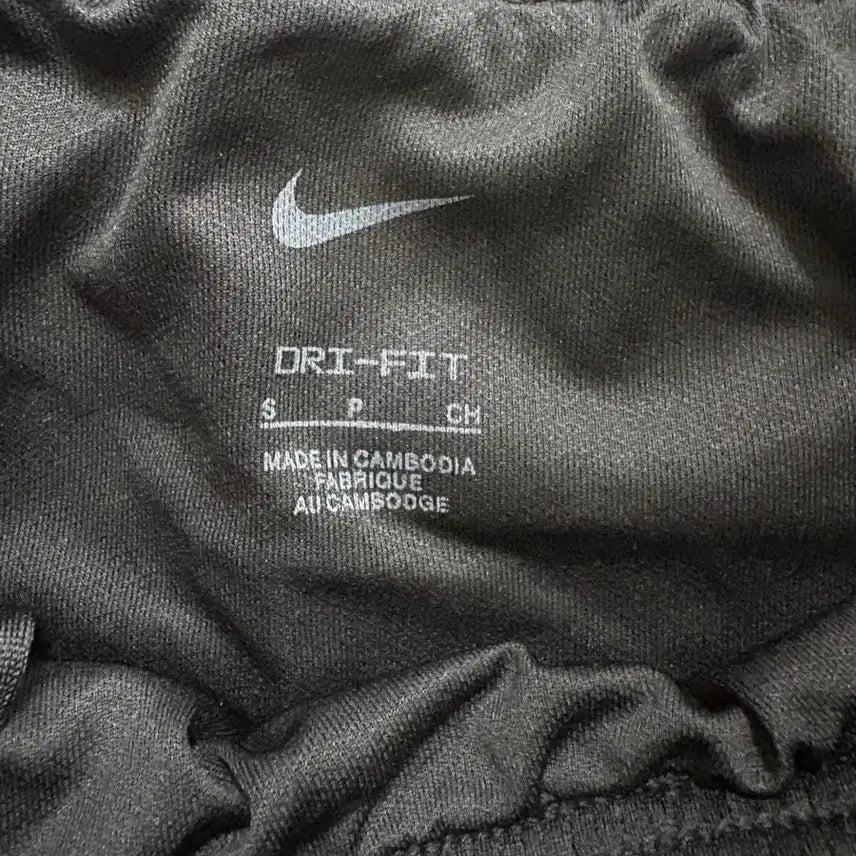 DRI-FIT
S P CH
MADE IN CAMBODIA
FABRIQUE
AU CAMBODGE